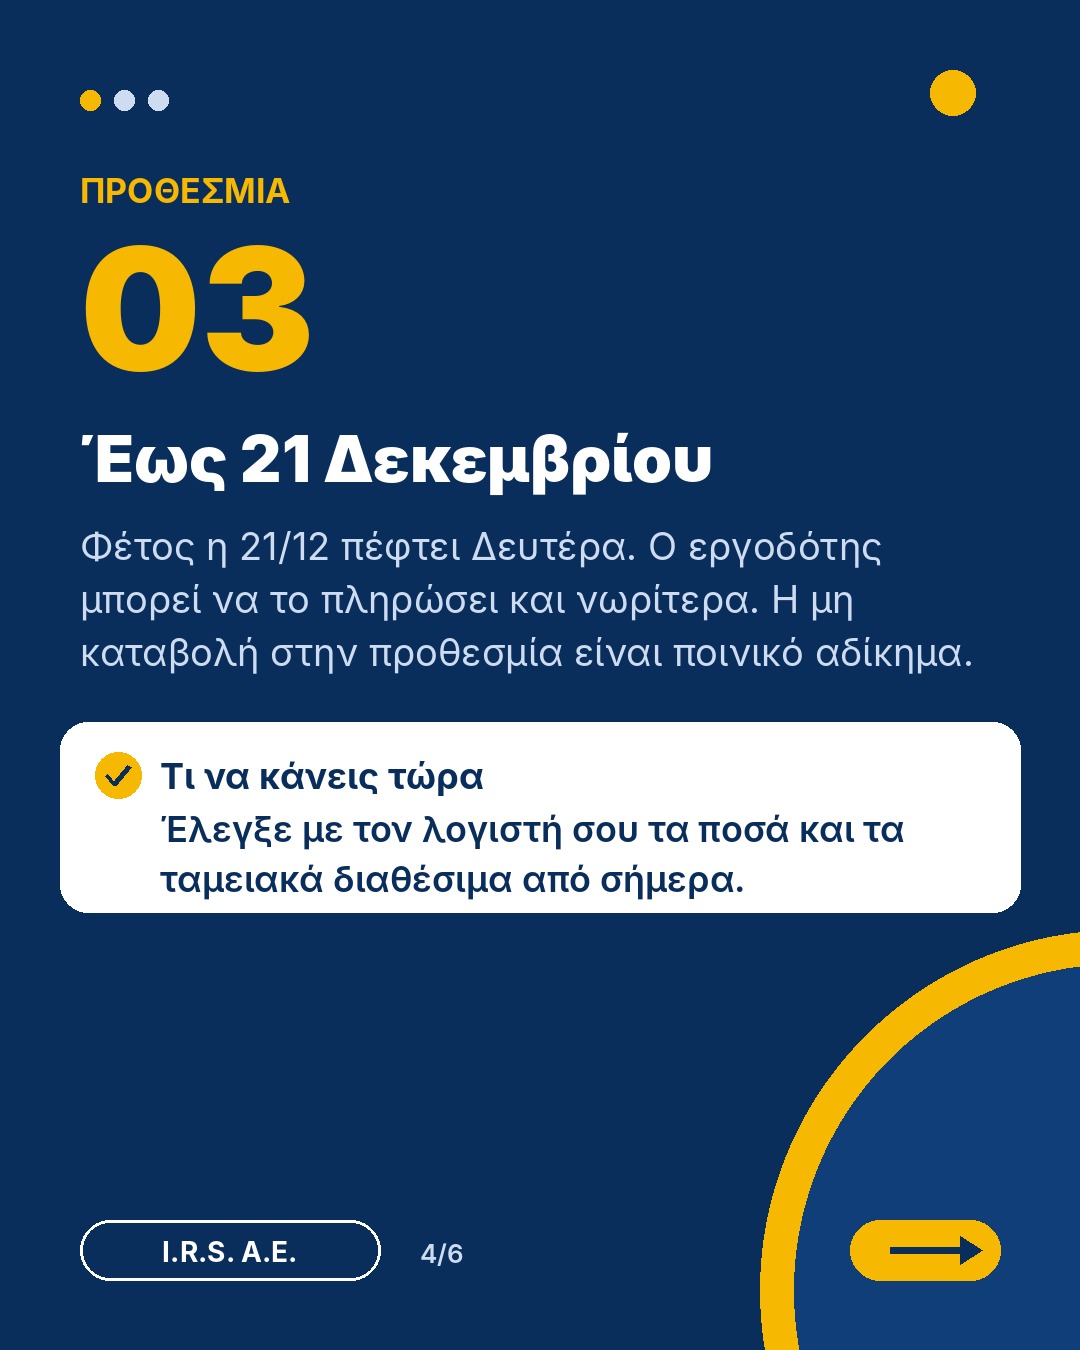 ΠΡΟΘΕΣΜΙΑ
03
Έως 21 Δεκεμβρίου
Φέτος η 21/12 πέφτει Δευτέρα. Ο εργοδότης
μπορεί να το πληρώσει και νωρίτερα. Η μη
καταβολή στην προθεσμία είναι ποινικό αδίκημα.
Τι να κάνεις τώρα
Έλεγξε με τον λογιστή σου τα ποσά και τα
ταμειακά διαθέσιμα από σήμερα.
I.R.S. A.E.
4/6